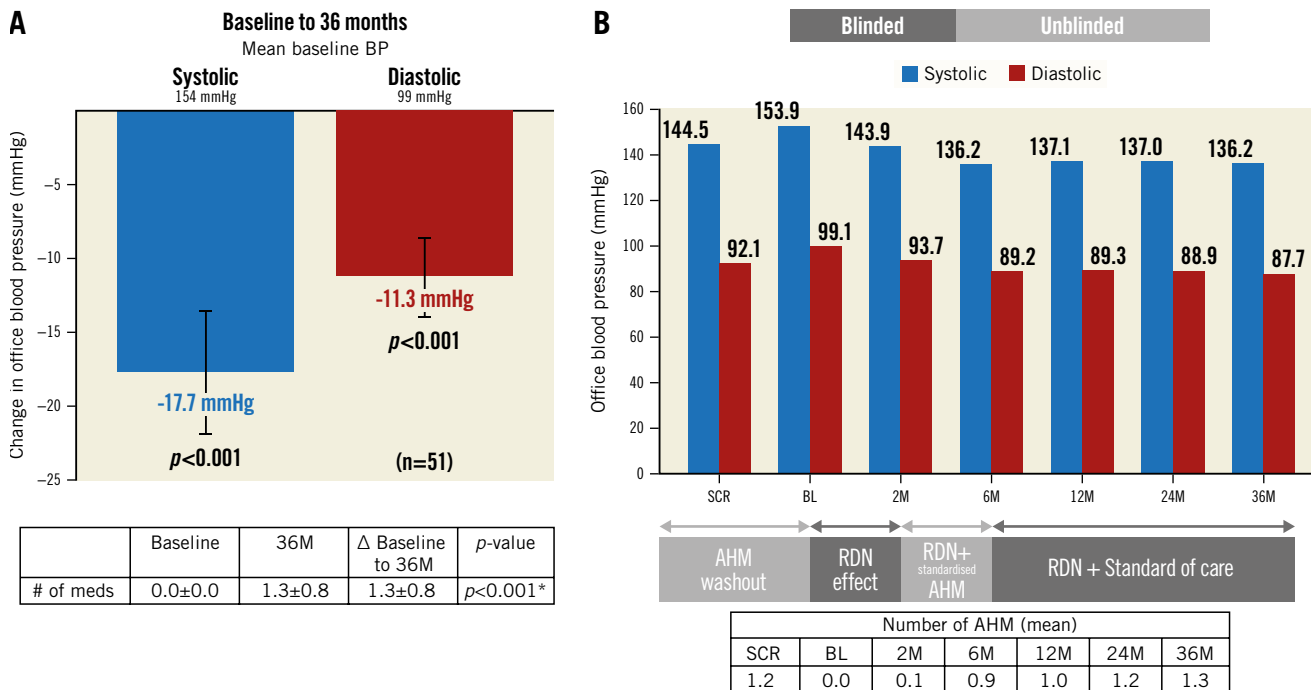 A
Baseline to 36 months
Mean baseline BP
Systolic
154 mmHg
Diastolic
99 mmHg
Change in office blood pressure (mmHg)
–5
–10
–15
–20
–25
-17.7 mmHg
p<0.001
-11.3 mmHg
p<0.001
(n=51)
Baseline 36M Δ Baseline to 36M p-value
# of meds 0.0±0.0 1.3±0.8 1.3±0.8 p<0.001*
B
Blinded Unblinded
Systolic Diastolic
Office blood pressure (mmHg)
160
140
120
100
80
60
40
20
0
144.5 153.9 143.9 136.2 137.1 137.0 136.2
92.1 99.1 93.7 89.2 89.3 88.9 87.7
SCR BL 2M 6M 12M 24M 36M
AHM
washout
RDN
effect
RDN+
standardised
AHM
RDN + Standard of care
Number of AHM (mean)
SCR BL 2M 6M 12M 24M 36M
1.2 0.0 0.1 0.9 1.0 1.2 1.3